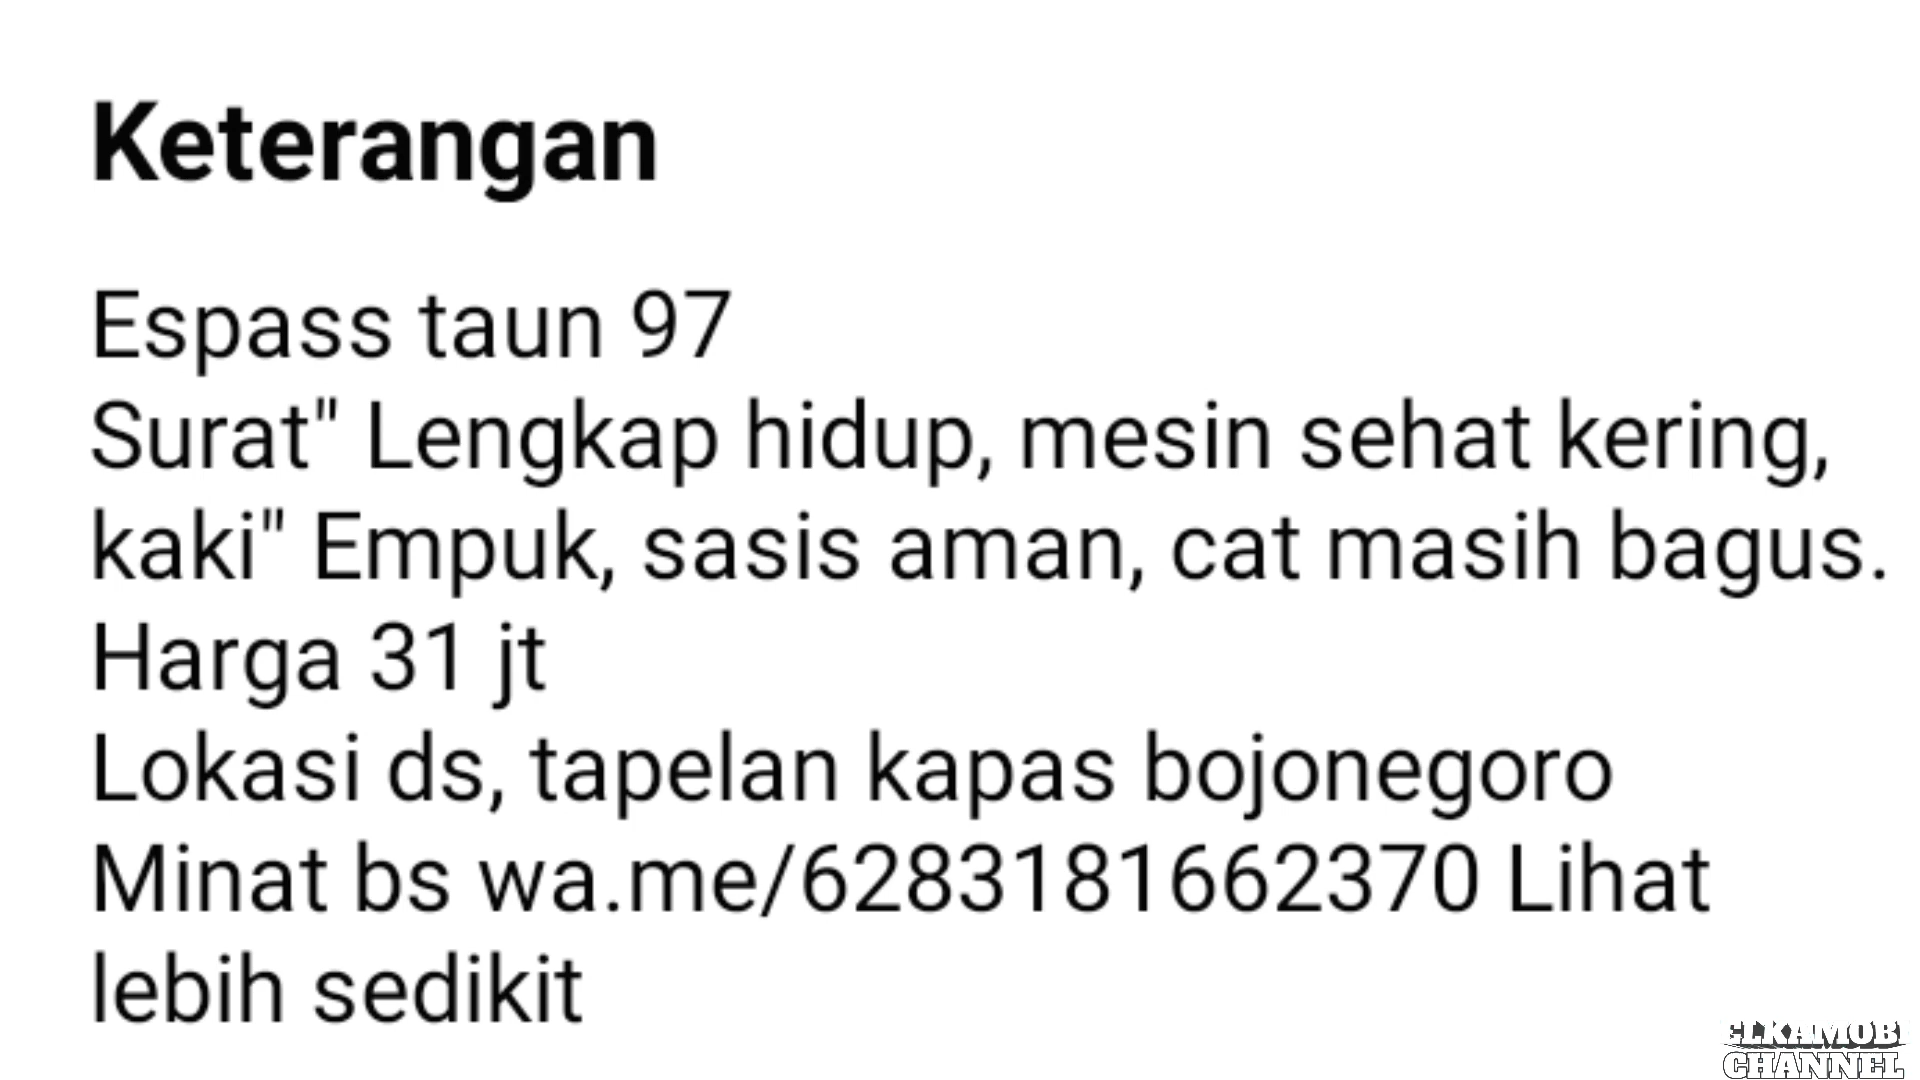 Keterangan
Espass taun 97
Surat" Lengkap hidup, mesin sehat kering,
kaki" Empuk, sasis aman, cat masih bagus.
Harga 31 jt
Lokasi ds, tapelan kapas bojonegoro
Minat bs wa.me/6283181662370 Lihat
lebih sedikit
ELKAMOBI
CHANNEL